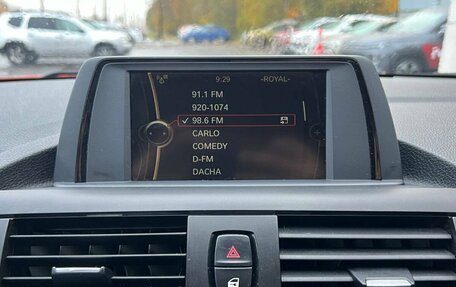 9:29 -ROYAL-
91.1 FM
920-1074
✓ 98.6 FM
CARLO
COMEDY
D-FM
DACHA